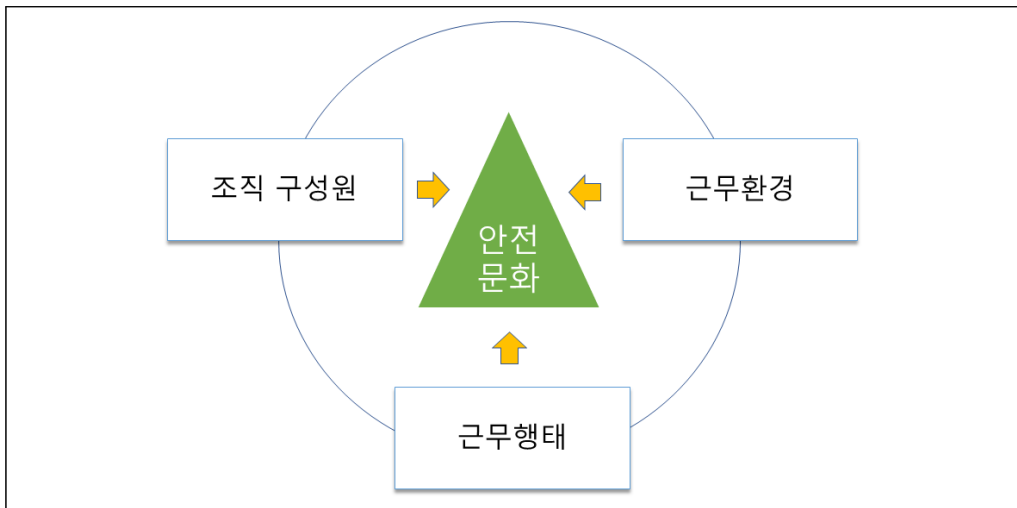 조직 구성원
근무환경
안전
문화
근무행태